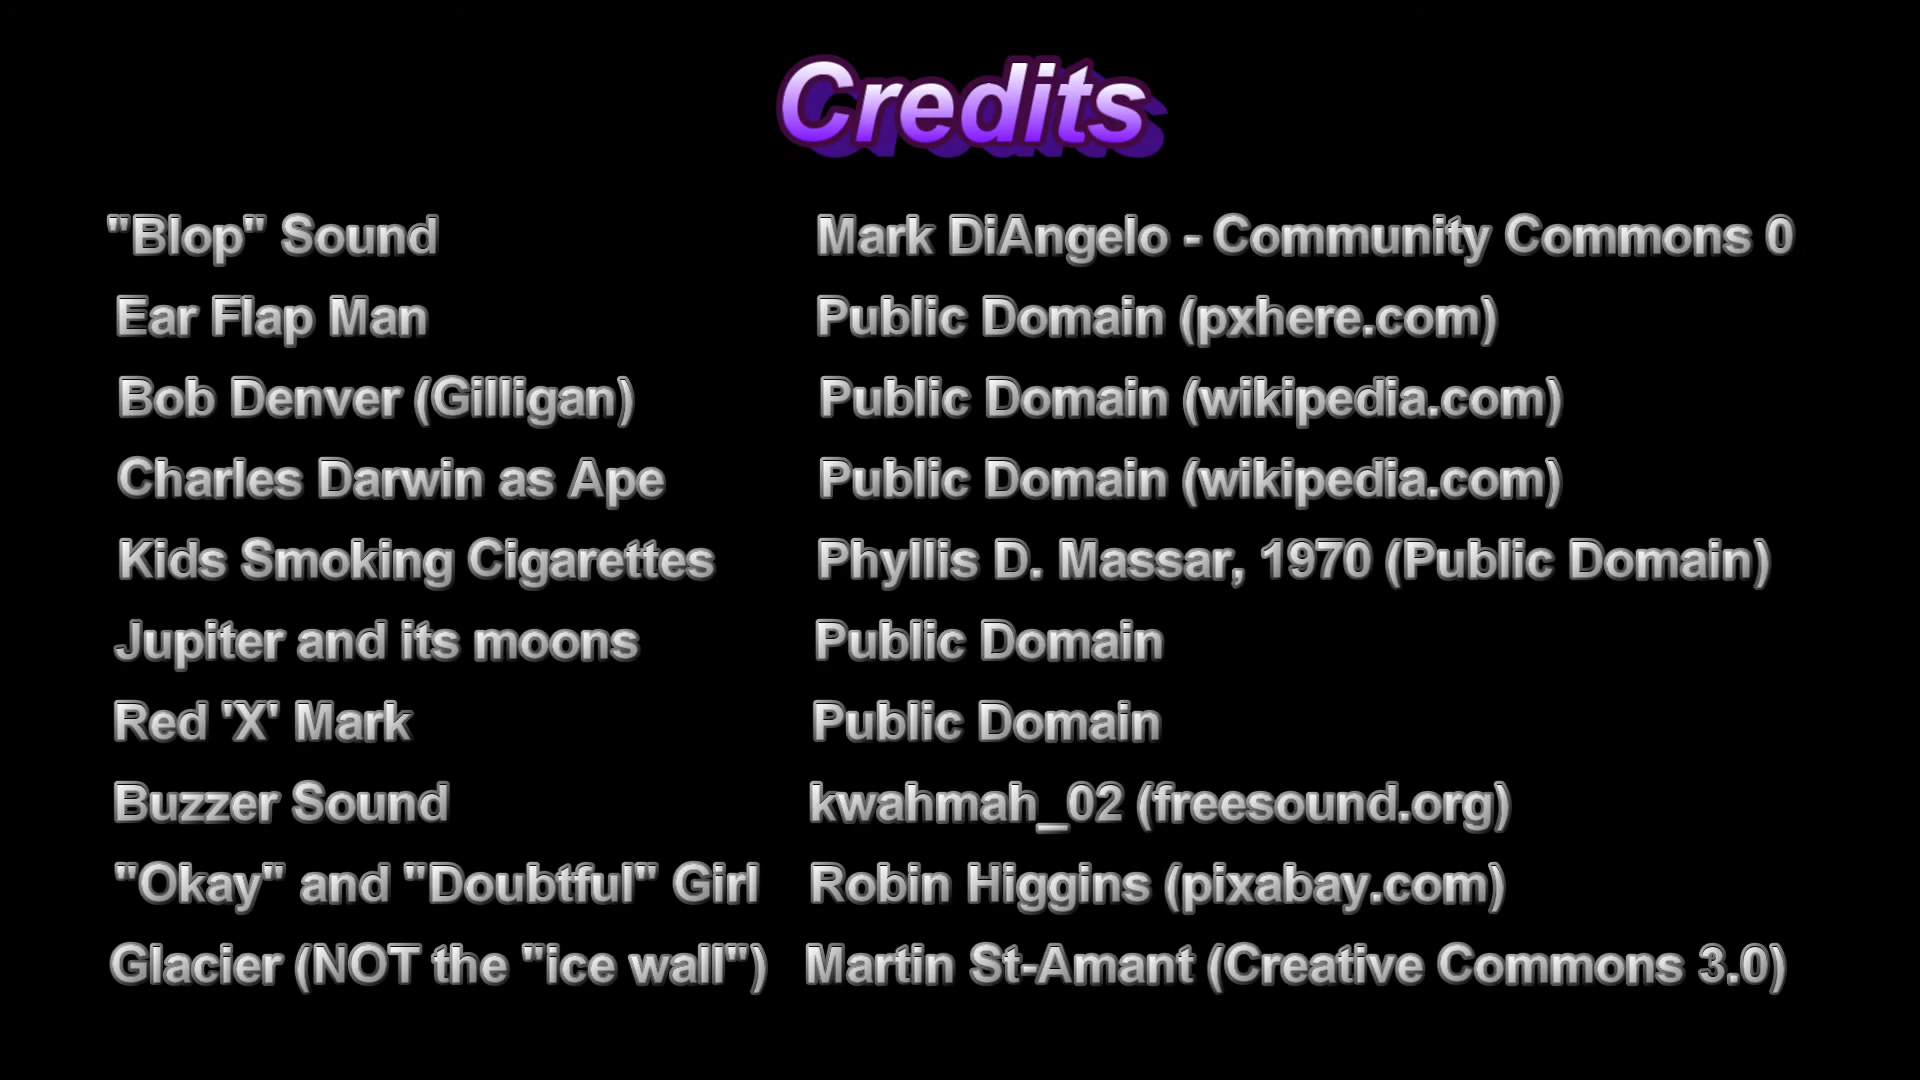 Credits
"Blop" Sound Mark DiAngelo - Community Commons 0
Ear Flap Man Public Domain (pxhere.com)
Bob Denver (Gilligan) Public Domain (wikipedia.com)
Charles Darwin as Ape Public Domain (wikipedia.com)
Kids Smoking Cigarettes Phyllis D. Massar, 1970 (Public Domain)
Jupiter and its moons Public Domain
Red 'X' Mark Public Domain
Buzzer Sound kwahmah_02 (freesound.org)
"Okay" and "Doubtful" Girl Robin Higgins (pixabay.com)
Glacier (NOT the "ice wall") Martin St-Amant (Creative Commons 3.0)